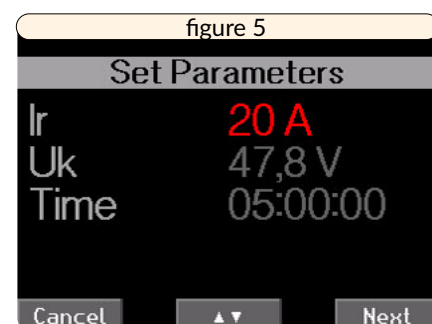 figure 5
Set Parameters
Ir 20 A
Uk 47,8 V
Time 05:00:00
Cancel ▲▼ Next